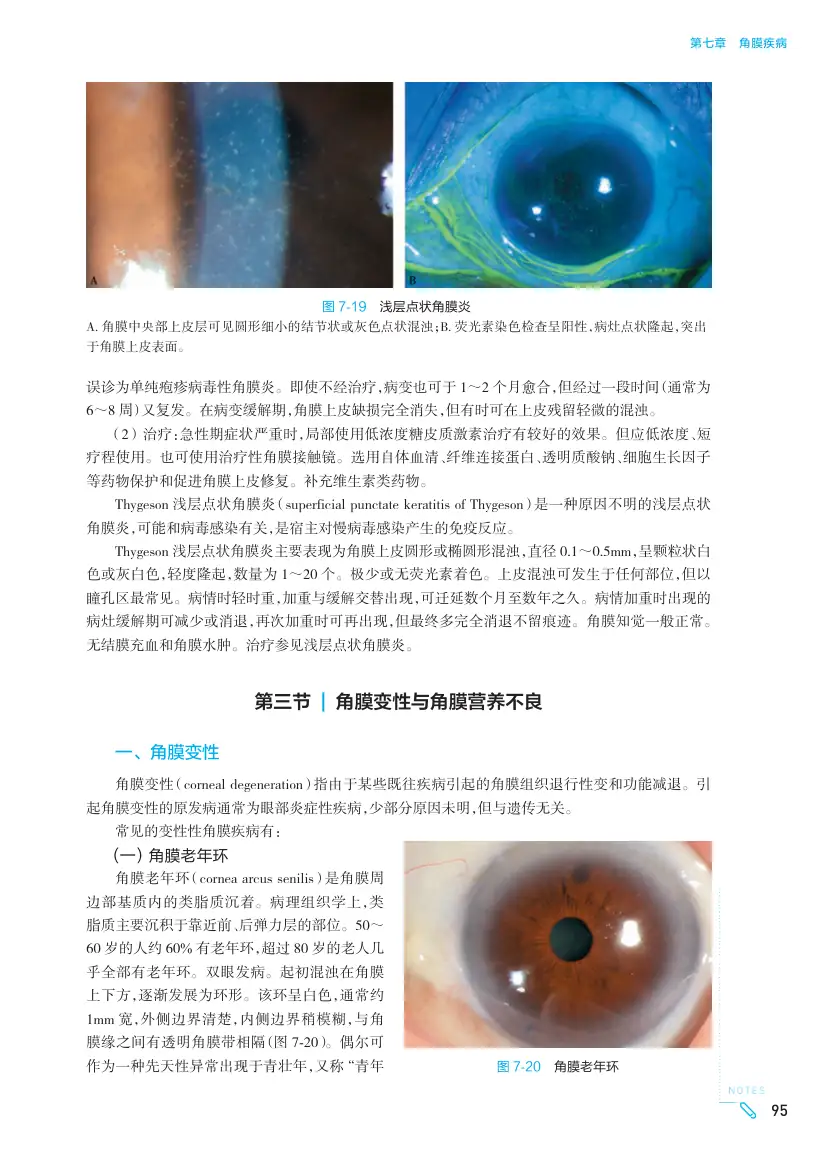 第七章 角膜疾病
A
B
图 7-19 浅层点状角膜炎
A. 角膜中央部上皮层可见圆形细小的结节状或灰色点状混浊；B. 荧光素染色检查呈阳性，病灶点状隆起，突出
于角膜上皮表面。
误诊为单纯疱疹病毒性角膜炎。即使不经治疗，病变也可于 1～2 个月愈合，但经过一段时间（通常为
6～8 周）又复发。在病变缓解期，角膜上皮缺损完全消失，但有时可在上皮残留轻微的混浊。
（2）治疗：急性期症状严重时，局部使用低浓度糖皮质激素治疗有较好的效果。但应低浓度、短
疗程使用。也可使用治疗性角膜接触镜。选用自体血清、纤维连接蛋白、透明质酸钠、细胞生长因子
等药物保护和促进角膜上皮修复。补充维生素类药物。
Thygeson 浅层点状角膜炎（superficial punctate keratitis of Thygeson）是一种原因不明的浅层点状
角膜炎，可能和病毒感染有关，是宿主对慢病毒感染产生的免疫反应。
Thygeson 浅层点状角膜炎主要表现为角膜上皮圆形或椭圆形混浊，直径 0.1～0.5mm，呈颗粒状白
色或灰白色，轻度隆起，数量为 1～20 个。极少或无荧光素着色。上皮混浊可发生于任何部位，但以
瞳孔区最常见。病情时轻时重，加重与缓解交替出现，可迁延数个月至数年之久。病情加重时出现的
病灶缓解期可减少或消退，再次加重时可再出现，但最终多完全消退不留痕迹。角膜知觉一般正常。
无结膜充血和角膜水肿。治疗参见浅层点状角膜炎。
第三节 | 角膜变性与角膜营养不良
一、角膜变性
角膜变性（corneal degeneration）指由于某些既往疾病引起的角膜组织退行性变和功能减退。引
起角膜变性的原发病通常为眼部炎症性疾病，少部分原因未明，但与遗传无关。
常见的变性性角膜疾病有：
（一）角膜老年环
角膜老年环（cornea arcus senilis）是角膜周
边部基质内的类脂质沉着。病理组织学上，类
脂质主要沉积于靠近前、后弹力层的部位。50～
60 岁的人约 60% 有老年环，超过 80 岁的老人几
乎全部有老年环。双眼发病。起初混浊在角膜
上下方，逐渐发展为环形。该环呈白色，通常约
1mm 宽，外侧边界清楚，内侧边界稍模糊，与角
膜缘之间有透明角膜带相隔（图 7-20）。偶尔可
作为一种先天性异常出现于青壮年，又称“青年
图 7-20 角膜老年环
NOTES
95